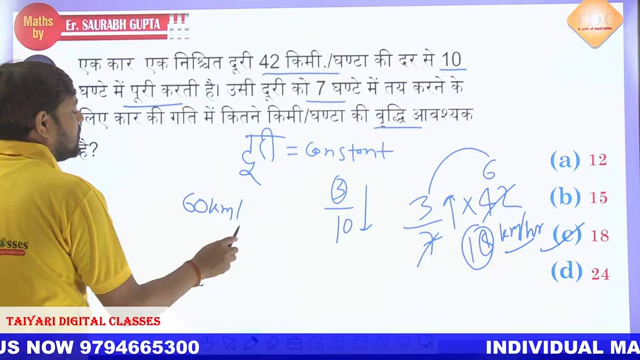 Maths by
Er. SAURABH GUPTA
TDC
एक कार एक निश्चित दूरी 42 किमी./घण्टा की दर से 10
घण्टे में पूरी करती है। उसी दूरी को 7 घण्टे में तय करने के
लिए कार की गति में कितने किमी/घण्टा की वृद्धि आवश्यक
है?
दूरी = constant
(a) 12
(b) 15
(c) 18
(d) 24
60km/
3
10
3
7
× 42
6
18 km/hr
TAIYARI DIGITAL CLASSES
US NOW 9794665300
INDIVIDUAL MA